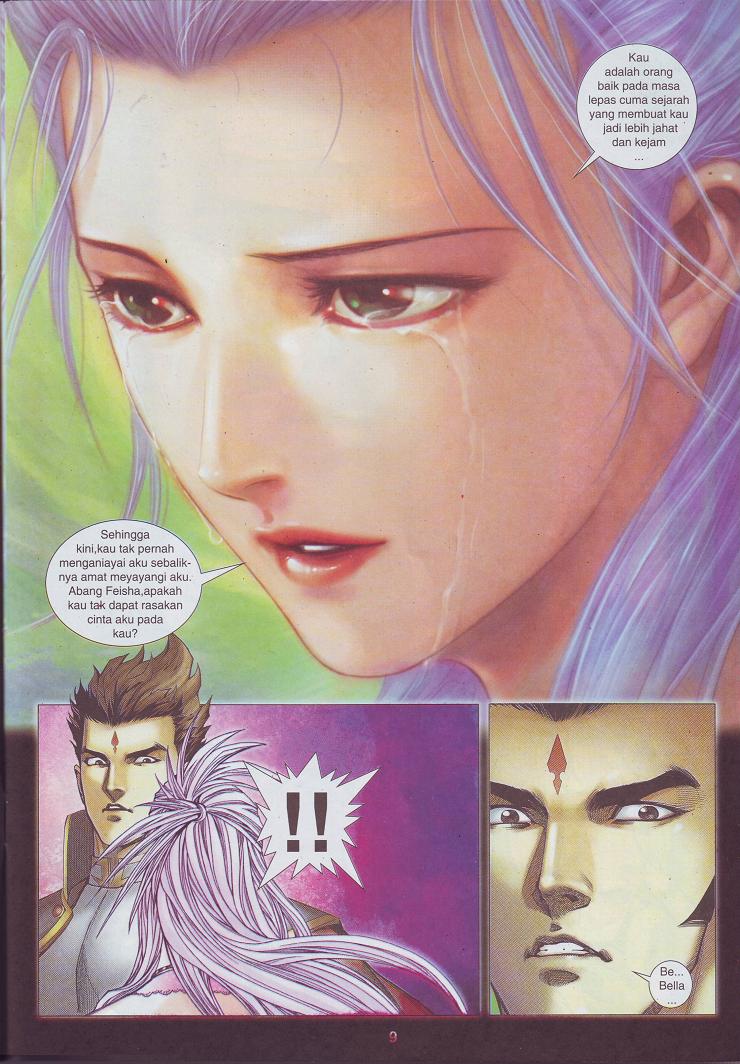 Kau
adalah orang
baik pada masa
lepas cuma sejarah
yang membuat kau
jadi lebih jahat
dan kejam
...
Sehingga
kini,kau tak pernah
menganiayai aku sebalik-
nya amat meyayangi aku.
Abang Feisha,apakah
kau tak dapat rasakan
cinta aku pada
kau?
!!
Be...
Bella
...
9